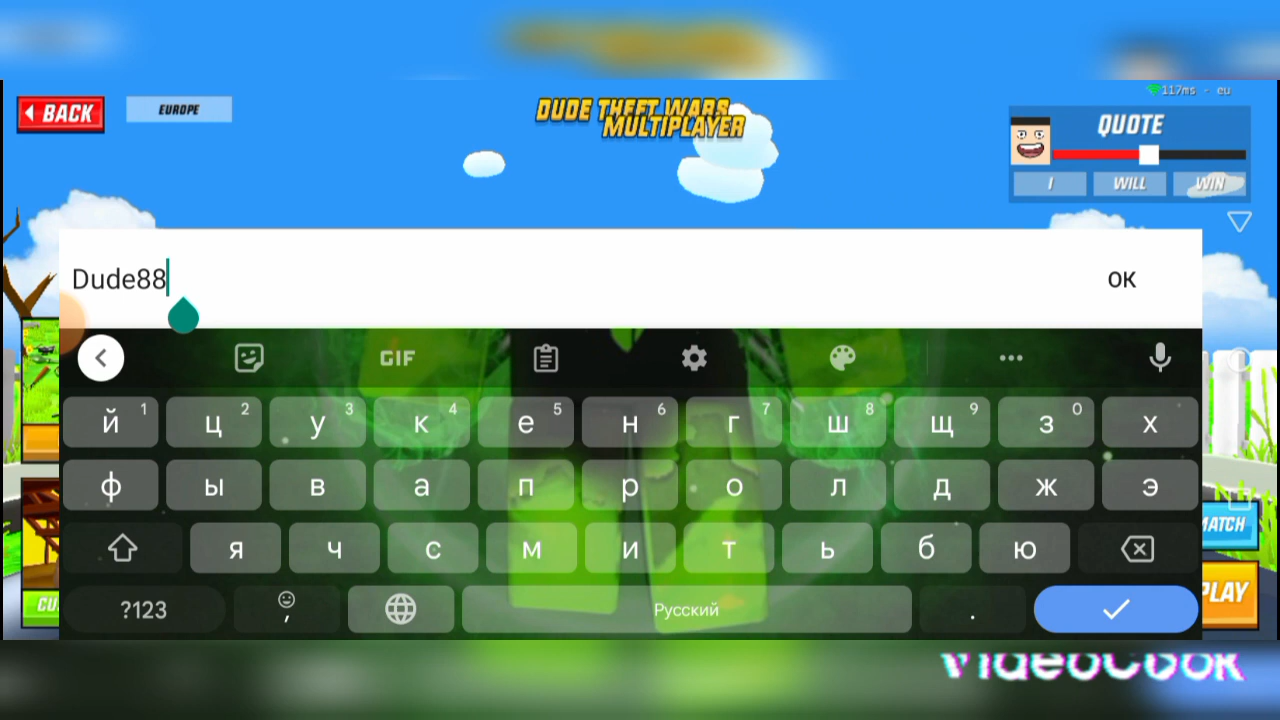 BACK
EUROPE
DUDE THEFT WARS
MULTIPLAYER
117ms - eu
QUOTE
I WILL WIN
Dude88
OK
GIF
й 1 ц 2 у 3 к 4 е 5 н 6 г 7 ш 8 щ 9 з 0 х
ф ы в а п р о л д ж э
я ч с м и т ь б ю
MATCH
PLAY
CU
?123 , Русский .
VideoCook